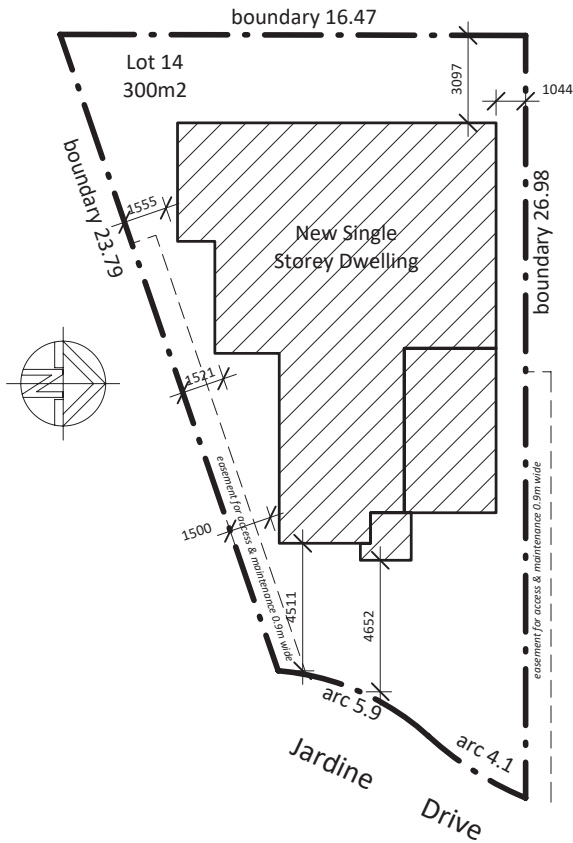 boundary 16.47
Lot 14
300m2
3097
1044
boundary 23.79
1555
New Single
Storey Dwelling
boundary 26.98
N
1521
easement for access & maintenance 0.9m wide
1500
4511
4652
easement for access & maintenance 0.9m wide
arc 5.9
arc 4.1
Jardine Drive